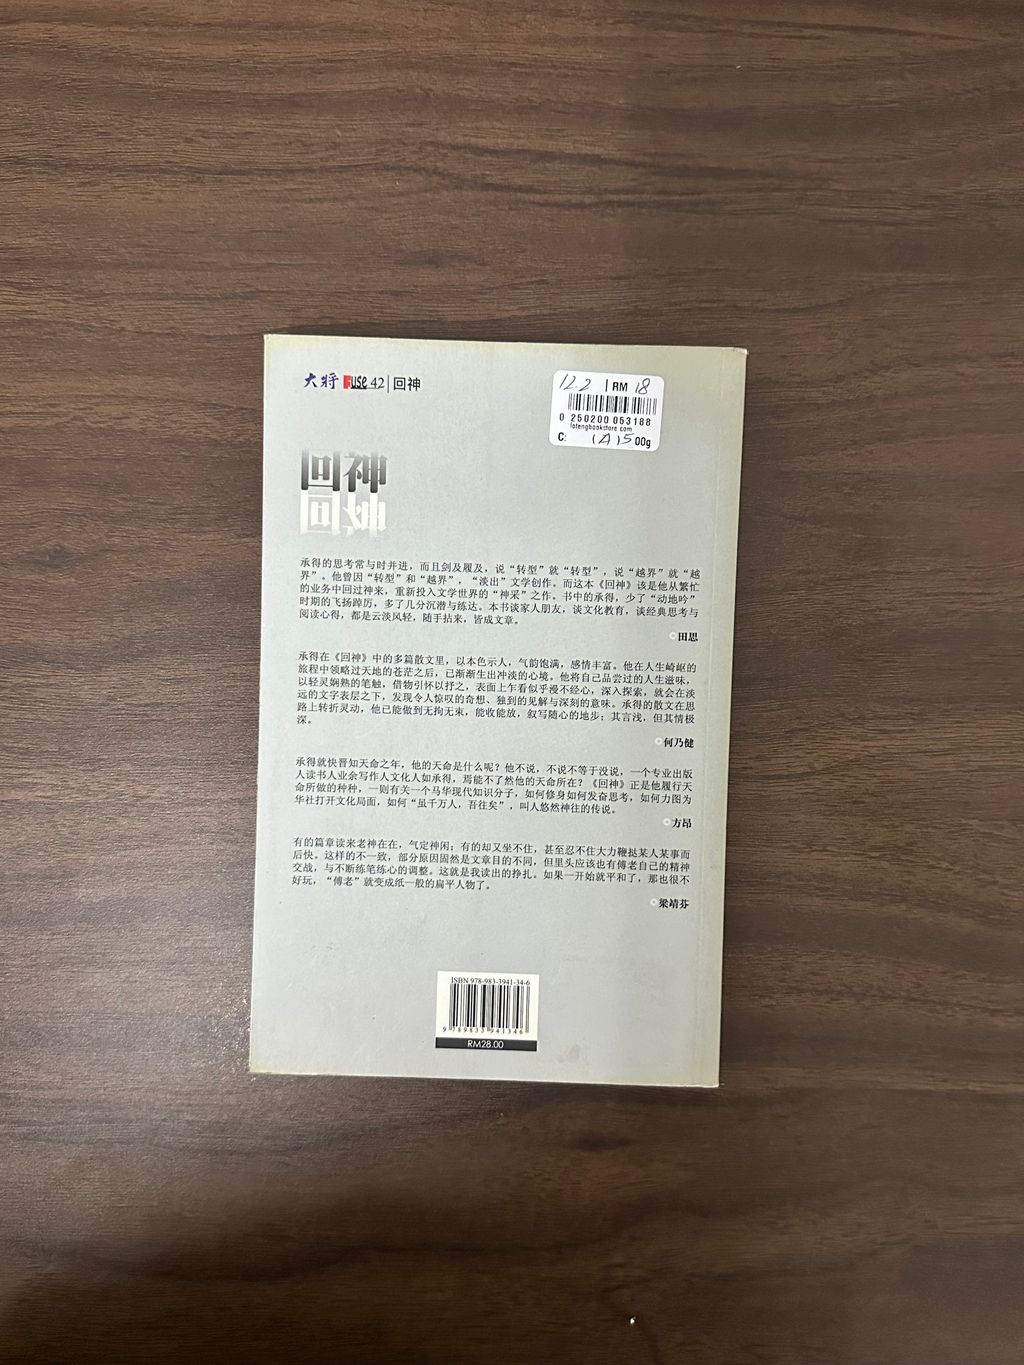 大将 Fuse 42 | 回神
12.2 | RM 18
0 250200 053188
lotengbookstore.com
C: 1A15 00g
回神
回神
承得的思考常与时并进，而且剑及履及，说“转型”就“转型”，说“越界”就“越
界”。他曾因“转型”和“越界”，“淡出”文学创作。而这本《回神》该是他从繁忙
的业务中回过神来，重新投入文学世界的“神采”之作。书中的承得，少了“动地吟”
时期的飞扬踔厉，多了几分沉潜与练达。本书谈家人朋友，谈文化教育，谈经典思考与
阅读心得，都是云淡风轻，随手拈来，皆成文章。
田思
承得在《回神》中的多篇散文里，以本色示人，气韵饱满，感情丰富。他在人生崎岖的
旅程中领略过天地的苍茫之后，已渐渐生出冲淡的心境。他将自己品尝过的人生滋味，
以轻灵娴熟的笔触，借物引怀以抒之，表面上乍看似乎漫不经心，深入探索，就会在淡
远的文字表层之下，发现令人惊叹的奇想、独到的见解与深刻的意味。承得的散文在思
路上转折灵动，他已能做到无拘无束，能收能放，叙写随心的地步；其言浅，但其情极
深。
何乃健
承得就快晋知天命之年，他的天命是什么呢？他不说，不说不等于没说，一个专业出版
人读书人业余写作人文化人如承得，焉能不了然他的天命所在？《回神》正是他履行天
命所做的种种，一则有关一个马华现代知识分子，如何修身如何发奋思考，如何力图为
华社打开文化局面，如何“虽千万人，吾往矣”，叫人悠然神往的传说。
方昂
有的篇章读来老神在在，气定神闲；有的却又坐不住，甚至忍不住大力鞭挞某人某事而
后快。这样的不一致，部分原因固然是文章目的不同，但里头应该也有傅老自己的精神
交战，与不断练笔练心的调整。这就是我读出的挣扎。如果一开始就平和了，那也很不
好玩，“傅老”就变成纸一般的扁平人物了。
梁靖芬
ISBN 978-983-3941-34-6
9 789833 941346
RM28.00